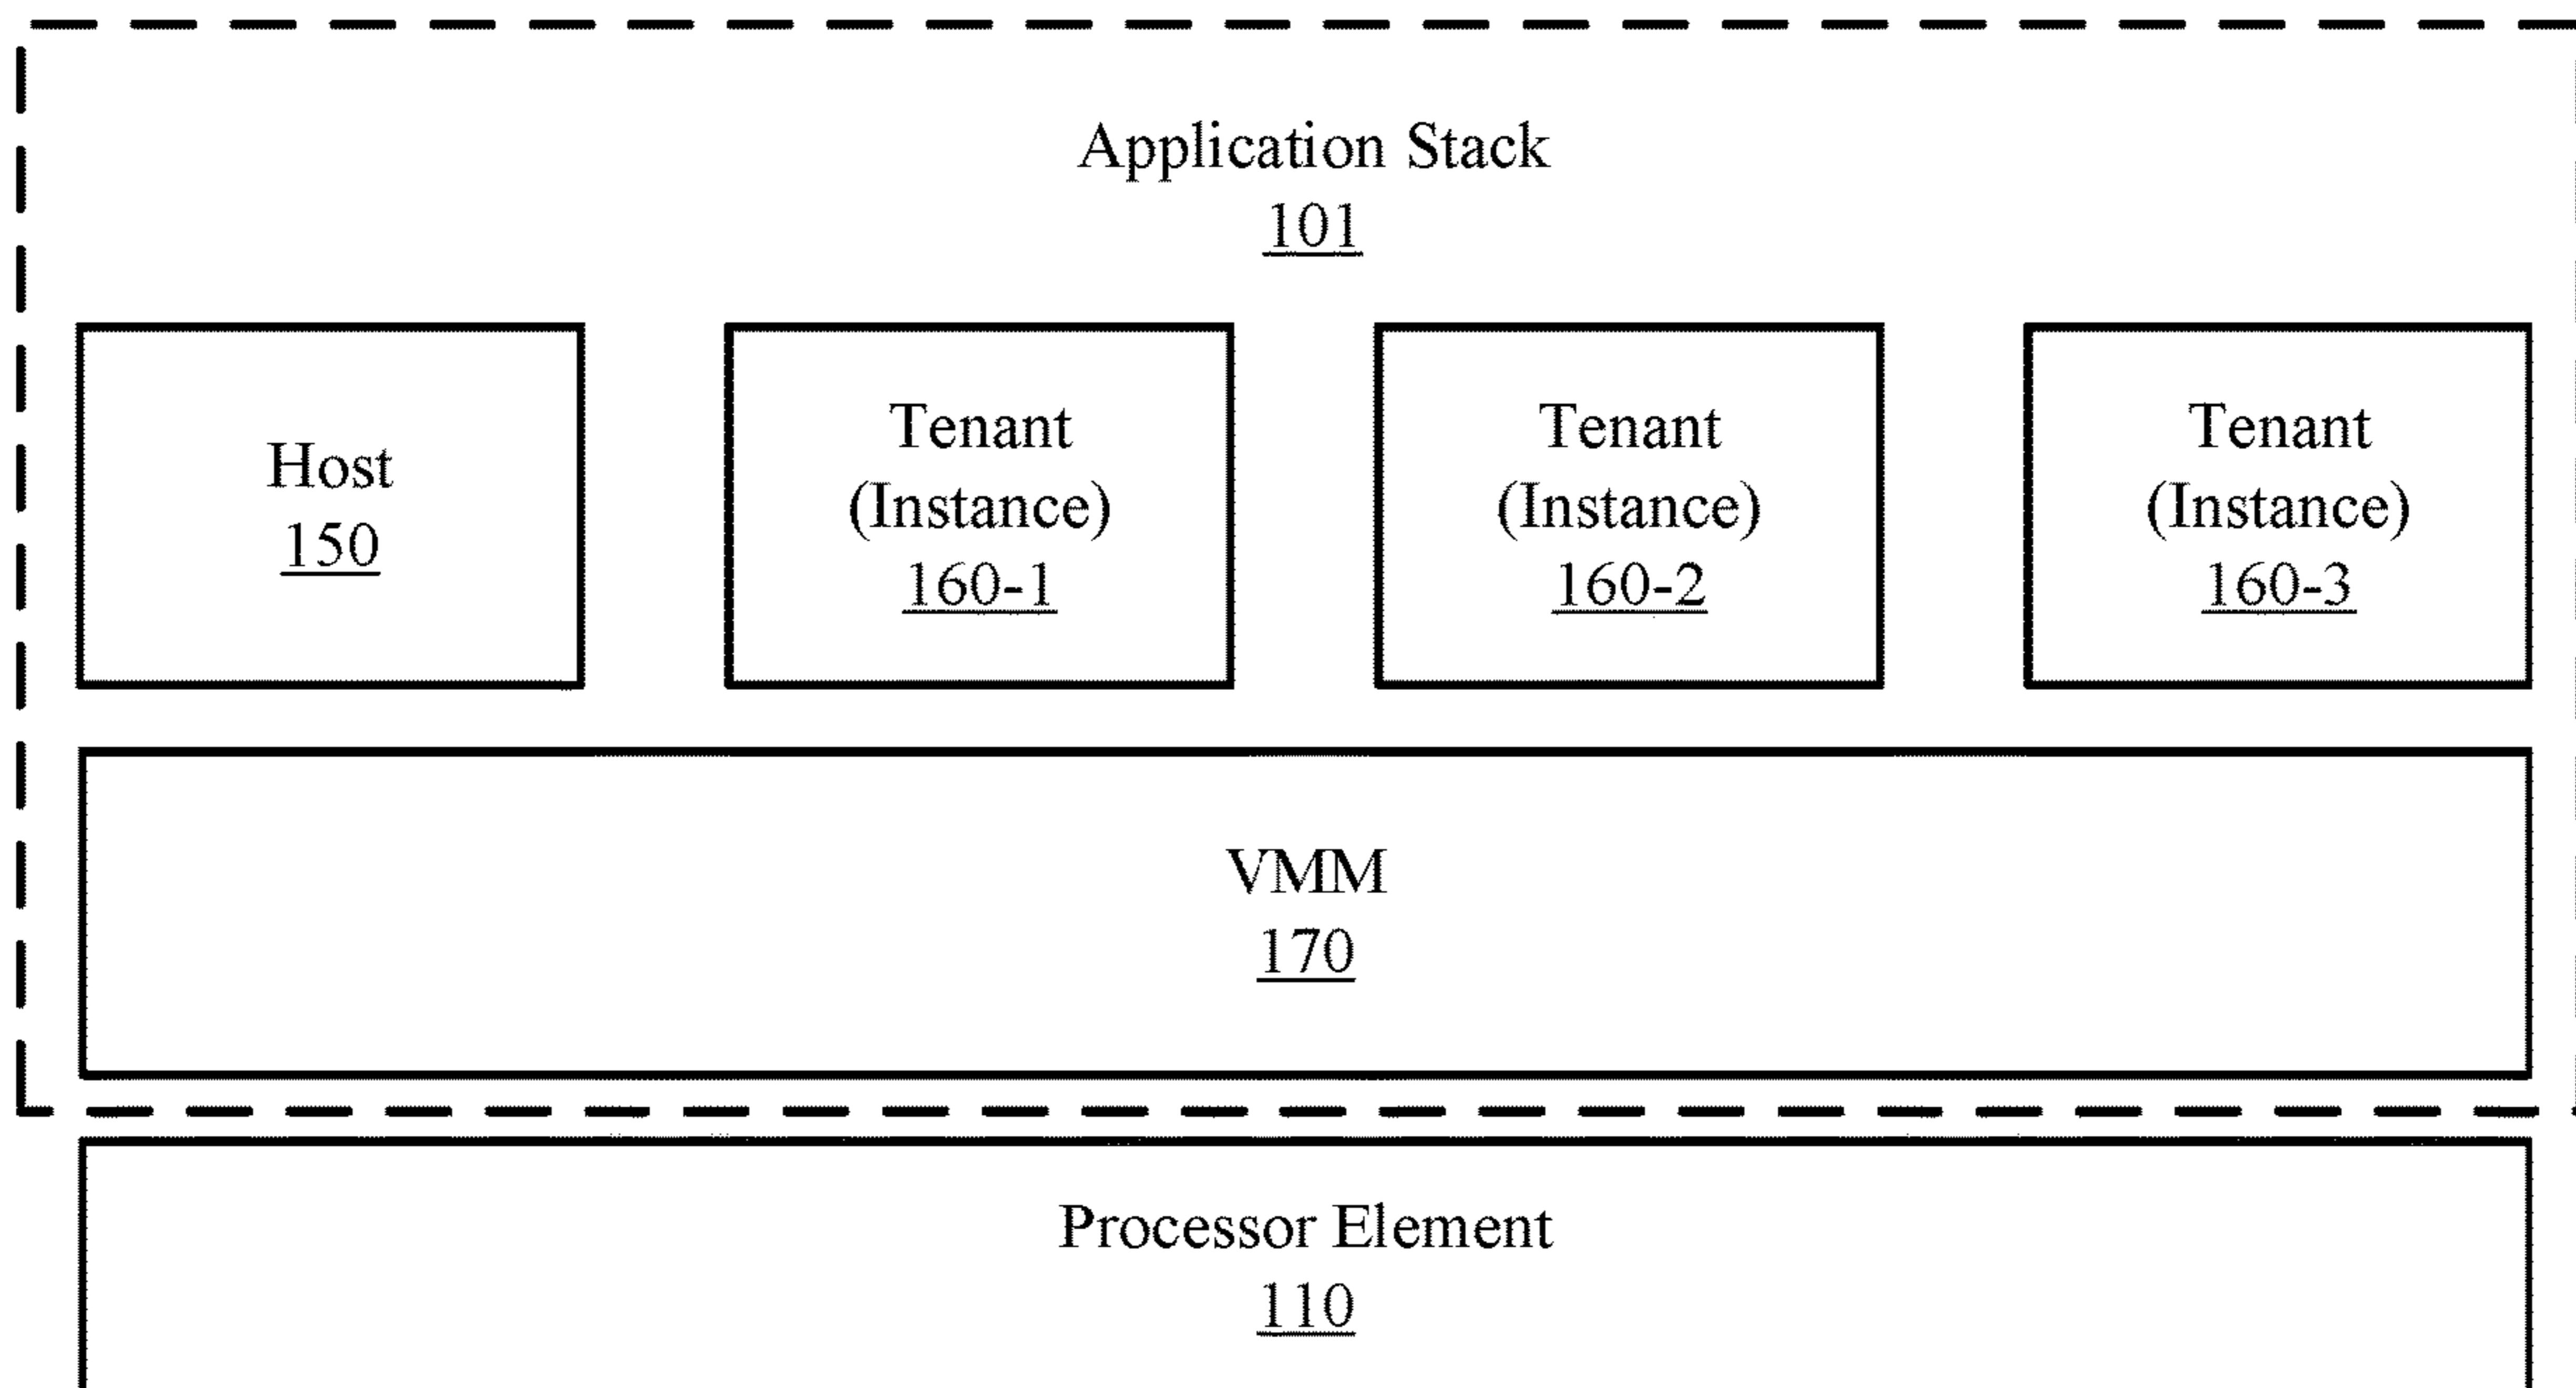 Application Stack
101
Host
150
Tenant
(Instance)
160-1
Tenant
(Instance)
160-2
Tenant
(Instance)
160-3
VMM
170
Processor Element
110